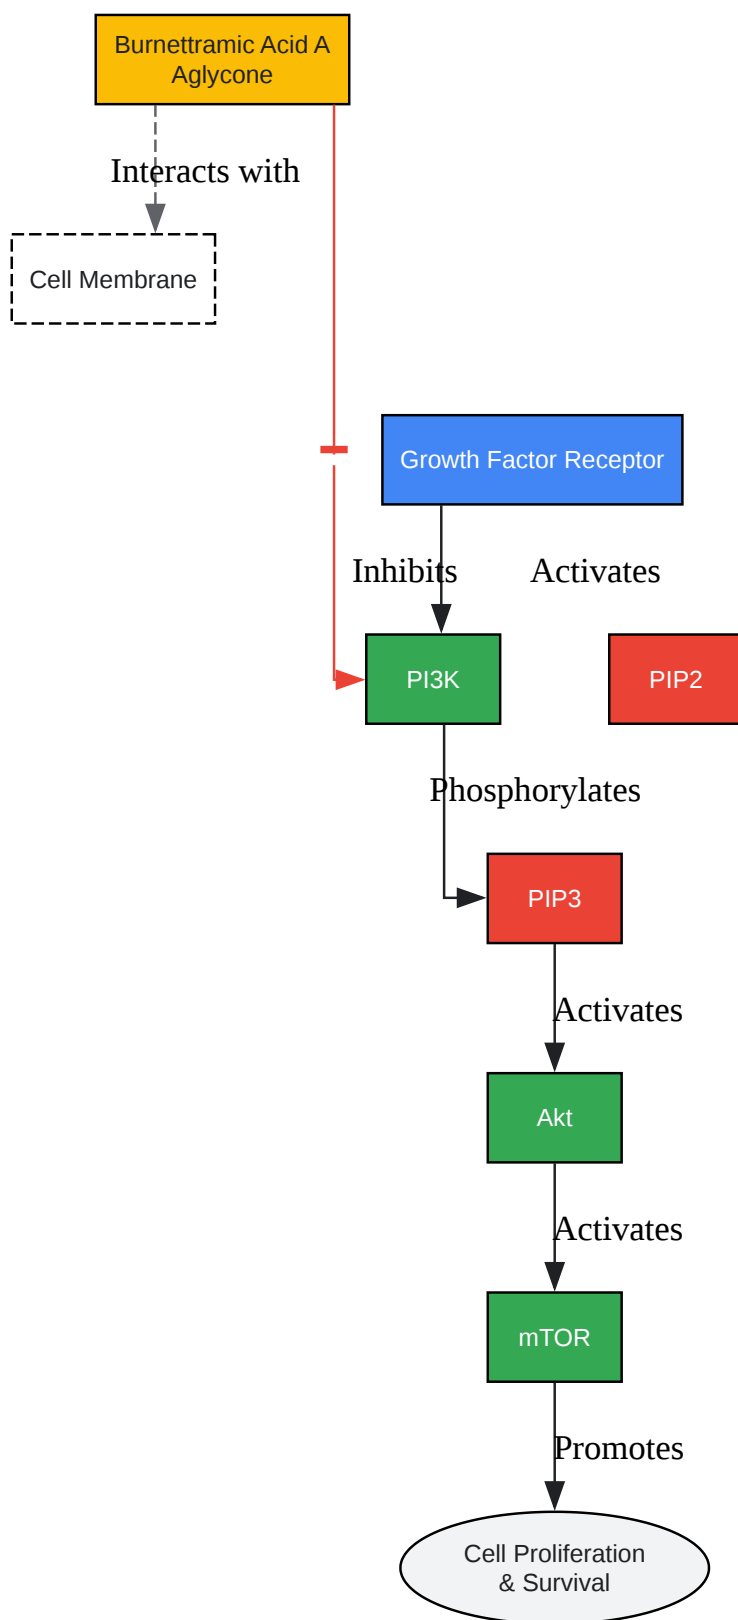 Burnettramic Acid A
Aglycone
Interacts with
Cell Membrane
Growth Factor Receptor
Inhibits
Activates
PI3K
PIP2
Phosphorylates
PIP3
Activates
Akt
Activates
mTOR
Promotes
Cell Proliferation
& Survival